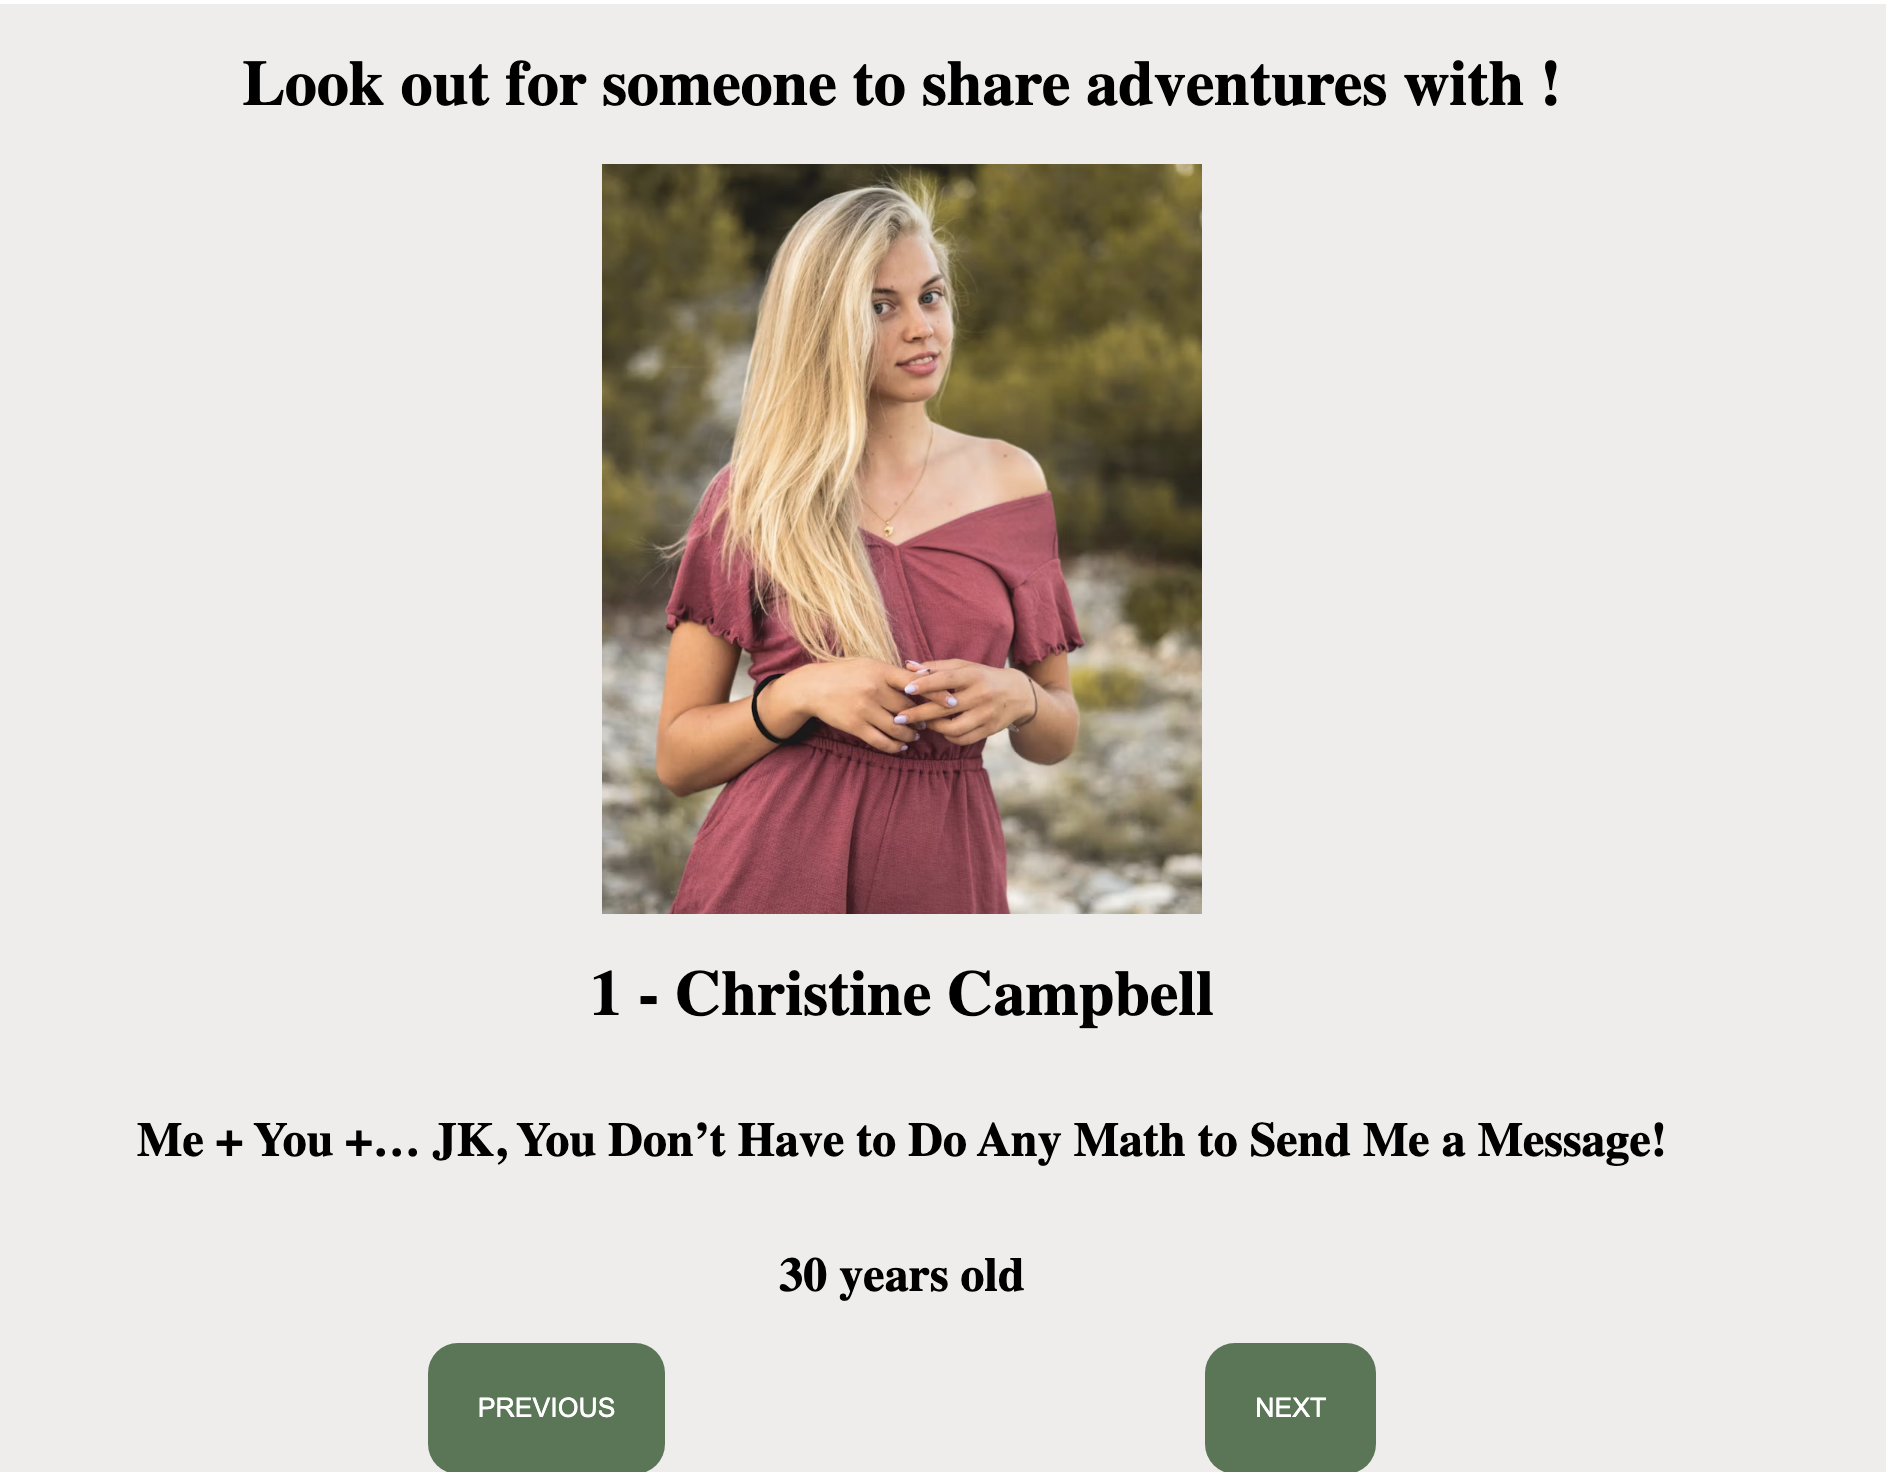 Look out for someone to share adventures with !
1 - Christine Campbell
Me + You +… JK, You Don’t Have to Do Any Math to Send Me a Message!
30 years old
PREVIOUS
NEXT